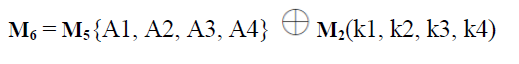 M₆ = M₅{A1, A2, A3, A4} ⊕ M₂(k1, k2, k3, k4)